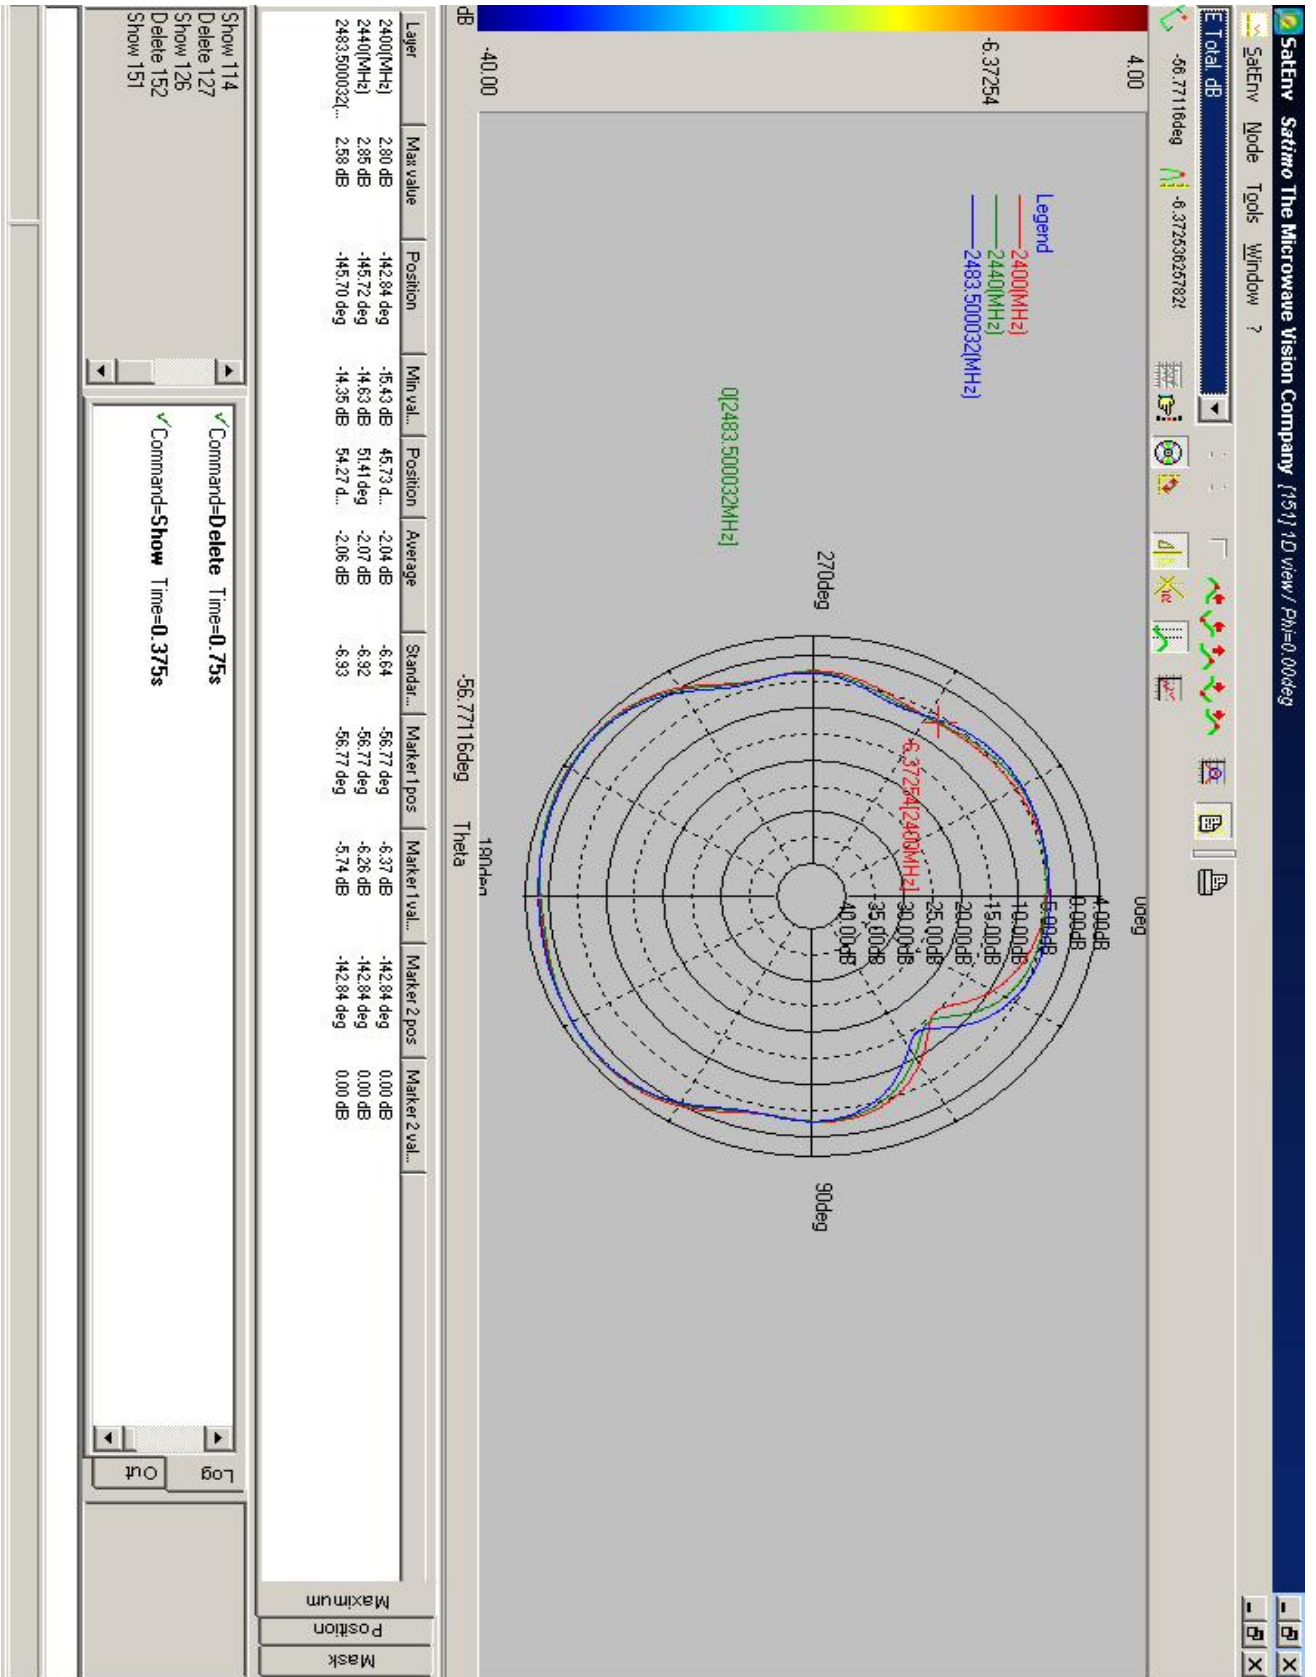 SatEnv Satimo The Microwave Vision Company [151] 1D view / Phi=0.00deg
SatEnv Node Tools Window ?
E Total. dB
-56.77116deg -6.37253625782
4.00
-6.37254
-40.00
dB
Legend
2400(MHz)
2440(MHz)
2483.500032(MHz)
0[2483.500032MHz]
-6.37254[2400MHz]
0deg
4.00dB
0.00dB
-5.00dB
-10.00dB
-15.00dB
-20.00dB
-25.00dB
-30.00dB
-35.00dB
-40.00dB
270deg
90deg
180deg
-56.77116deg Theta
Layer Max value Position Min val... Position Average Standar... Marker 1 pos Marker 1 val... Marker 2 pos Marker 2 val...
2400(MHz) 2.80 dB -142.84 deg -15.43 dB 45.73 d... -2.04 dB -6.64 -56.77 deg -6.37 dB -142.84 deg 0.00 dB
2440(MHz) 2.85 dB -145.72 deg -14.63 dB 51.41 deg -2.07 dB -6.92 -56.77 deg -6.26 dB -142.84 deg 0.00 dB
2483.500032(... 2.58 dB -145.70 deg -14.35 dB 54.27 d... -2.06 dB -6.93 -56.77 deg -5.74 dB -142.84 deg 0.00 dB
Maximum
Position
Mask
Show 114
Delete 127
Show 126
Delete 152
Show 151
Command=Delete Time=0.75s
Command=Show Time=0.375s
Log
Out